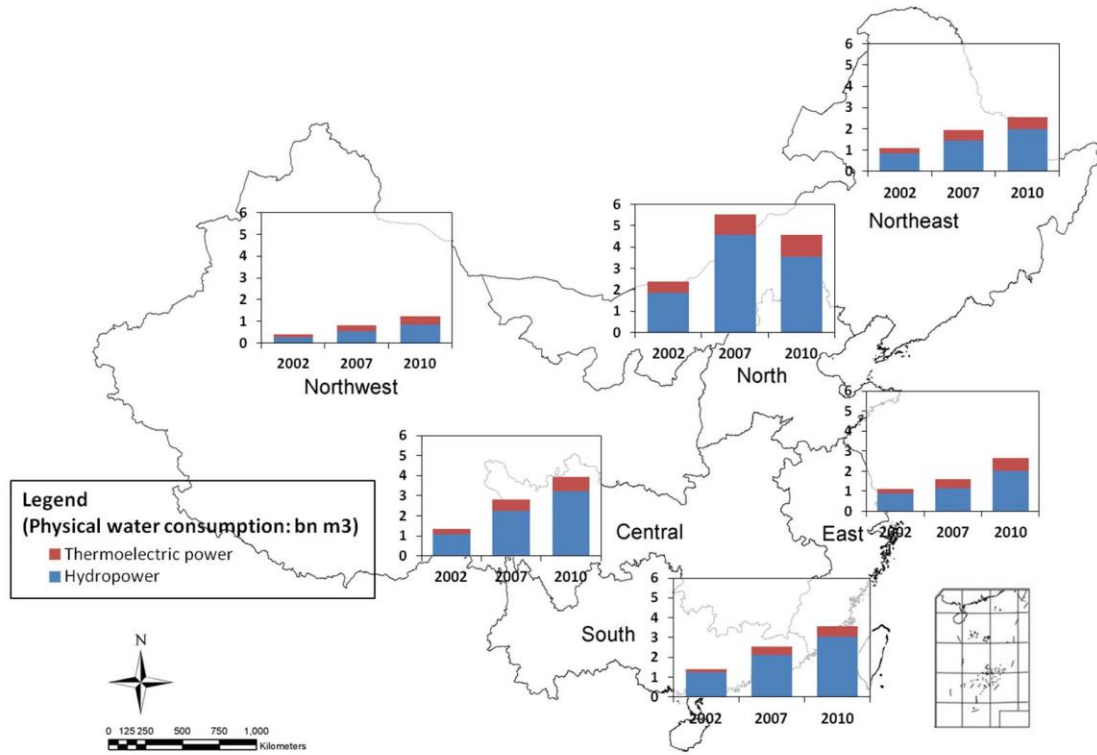 6
5
4
3
2
1
0
2002 2007 2010
Northeast
6
5
4
3
2
1
0
2002 2007 2010
North
6
5
4
3
2
1
0
2002 2007 2010
Northwest
6
5
4
3
2
1
0
2002 2007 2010
East
6
5
4
3
2
1
0
2002 2007 2010
Central
6
5
4
3
2
1
0
2002 2007 2010
South
Legend
(Physical water consumption: bn m3)
Thermoelectric power
Hydropower
N
0 125 250 500 750 1,000
Kilometers